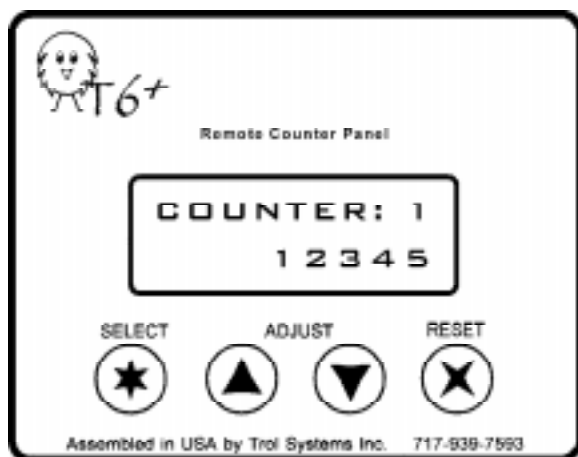 T6+
Remote Counter Panel
COUNTER: 1
12345
SELECT ADJUST RESET
Assembled in USA by Trol Systems Inc. 717-939-7593